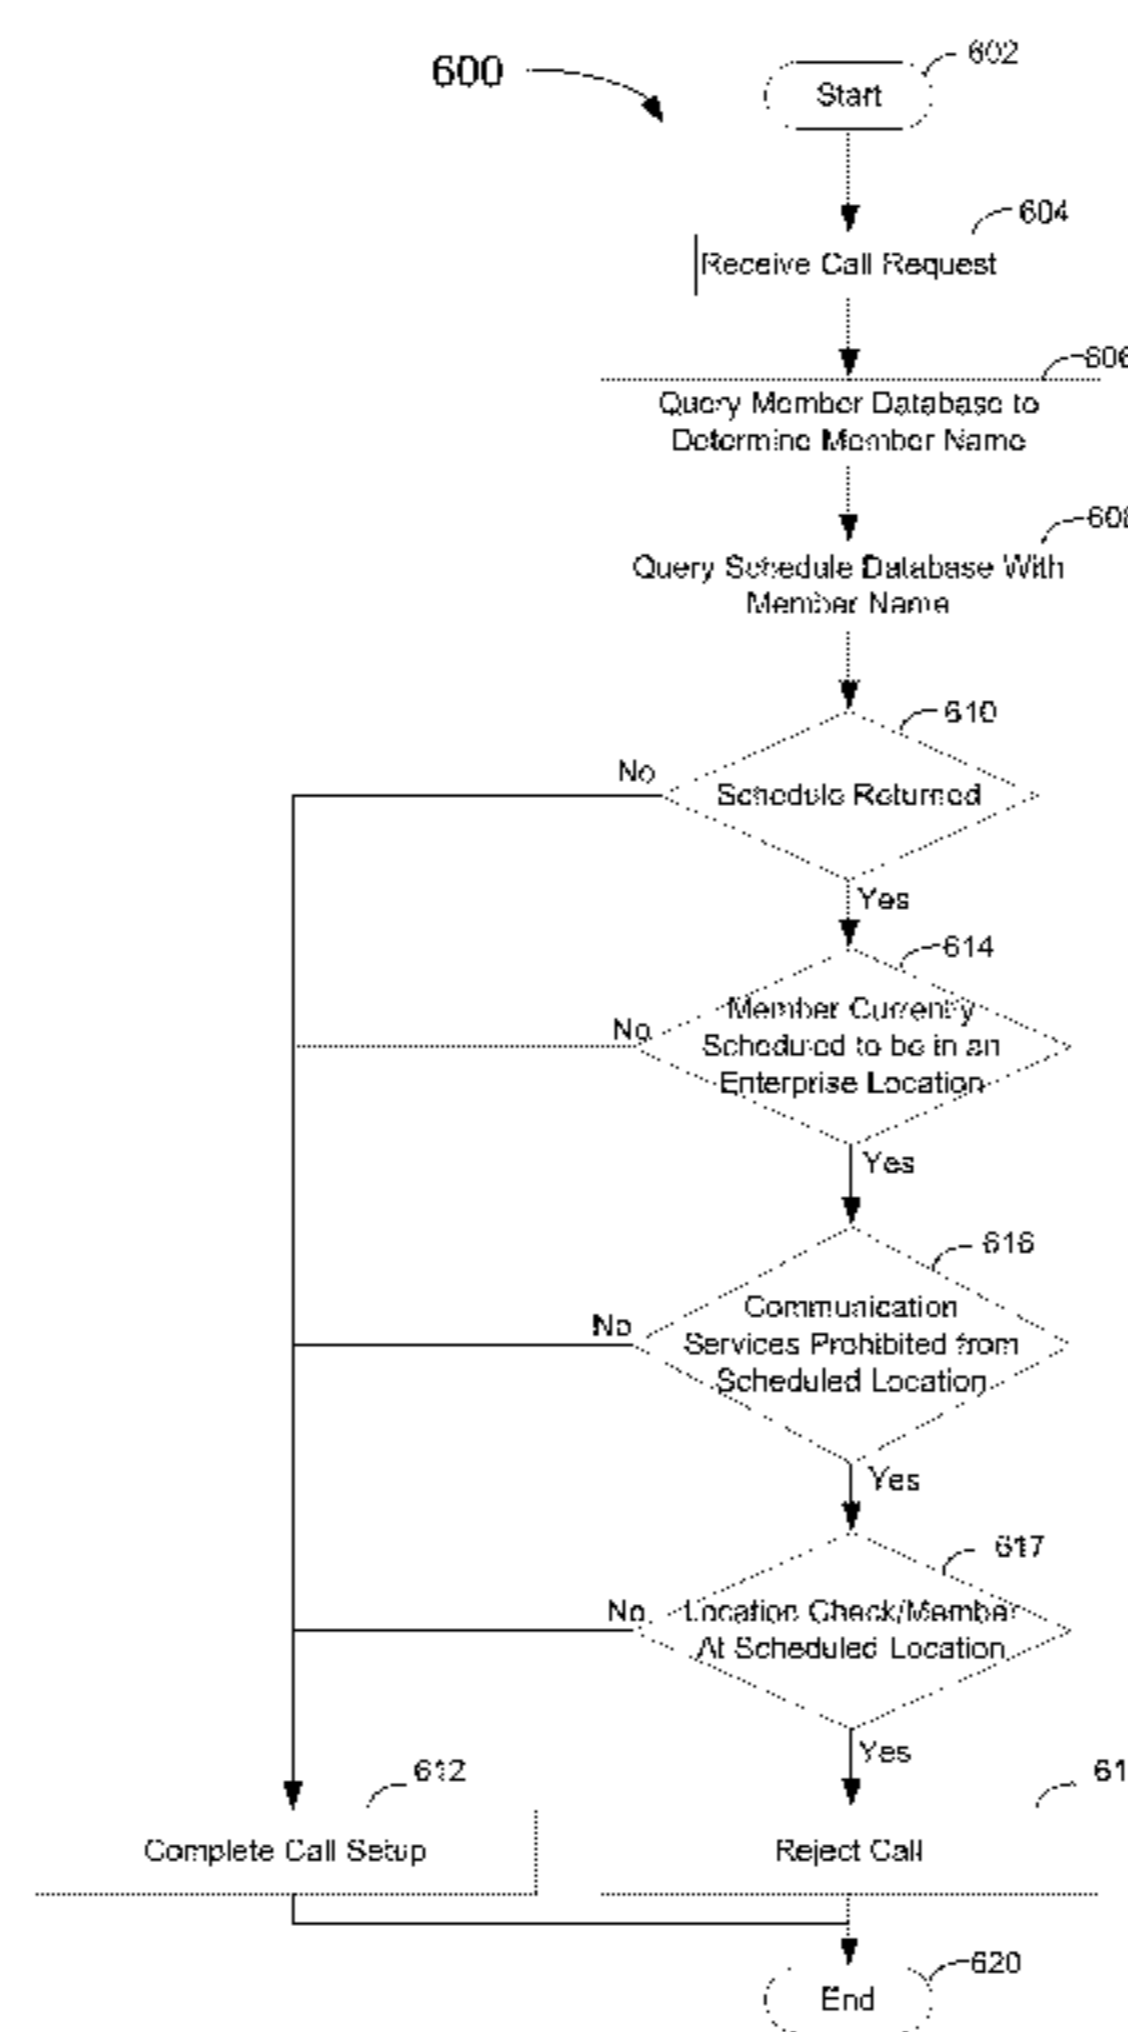 600
602
Start
604
Receive Call Request
606
Query Member Database to
Determine Member Name
608
Query Schedule Database With
Member Name
610
No
Schedule Returned
Yes
614
No
Member Currently
Scheduled to be in an
Enterprise Location
Yes
616
No
Communication
Services Prohibited from
Scheduled Location
Yes
617
No
Location Check/Member
At Scheduled Location
Yes
612
61
Complete Call Setup
Reject Call
620
End